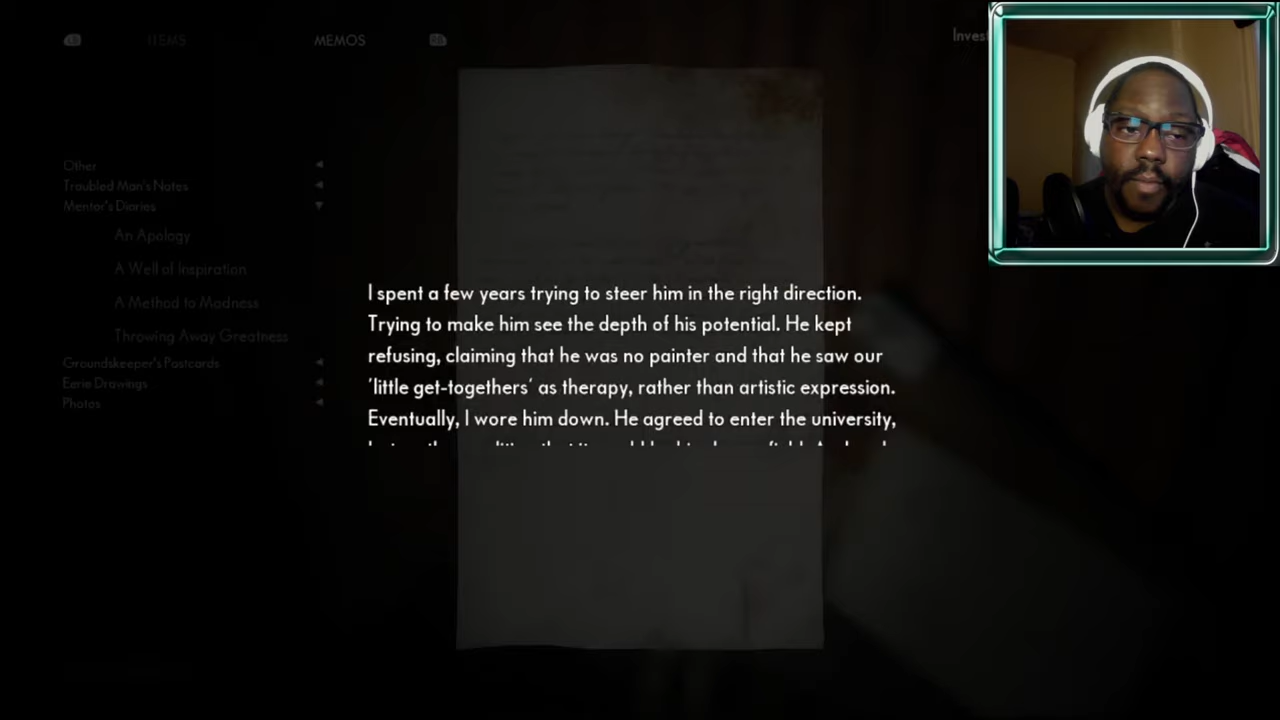 ITEMS
MEMOS
Invest
Other
Troubled Man's Notes
Mentor's Diaries
An Apology
A Well of Inspiration
A Method to Madness
Throwing Away Greatness
Groundskeeper's Postcards
Eerie Drawings
Photos
I spent a few years trying to steer him in the right direction.
Trying to make him see the depth of his potential. He kept
refusing, claiming that he was no painter and that he saw our
'little get-togethers' as therapy, rather than artistic expression.
Eventually, I wore him down. He agreed to enter the university,